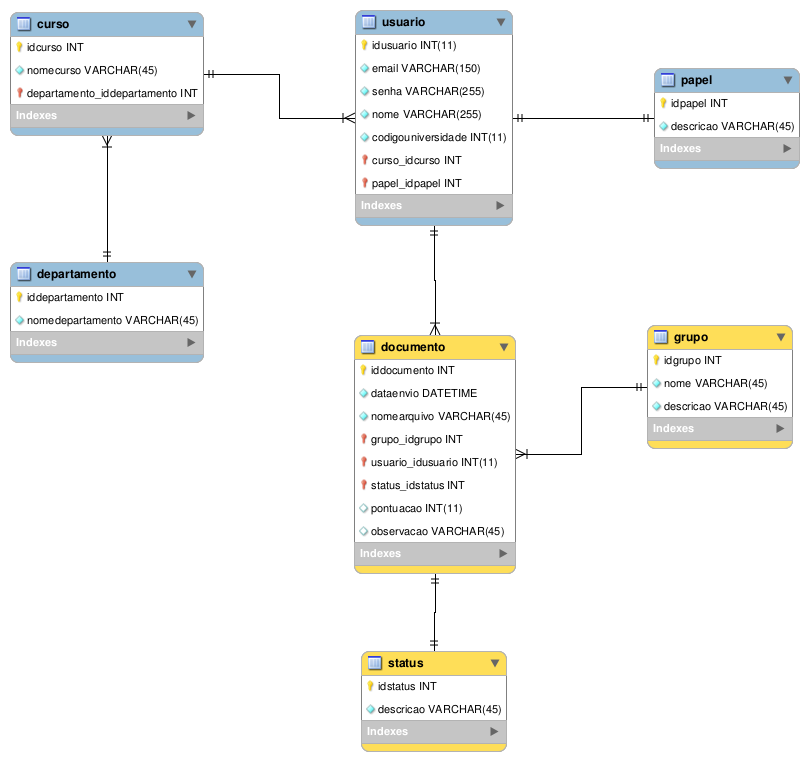 curso
idcurso INT
nomecurso VARCHAR(45)
departamento_iddepartamento INT
Indexes
usuario
idusuario INT(11)
email VARCHAR(150)
senha VARCHAR(255)
nome VARCHAR(255)
codigouniversidade INT(11)
curso_idcurso INT
papel_idpapel INT
Indexes
papel
idpapel INT
descricao VARCHAR(45)
Indexes
departamento
iddepartamento INT
nomedepartamento VARCHAR(45)
Indexes
documento
iddocumento INT
dataenvio DATETIME
nomearquivo VARCHAR(45)
grupo_idgrupo INT
usuario_idusuario INT(11)
status_idstatus INT
pontuacao INT(11)
observacao VARCHAR(45)
Indexes
grupo
idgrupo INT
nome VARCHAR(45)
descricao VARCHAR(45)
Indexes
status
idstatus INT
descricao VARCHAR(45)
Indexes